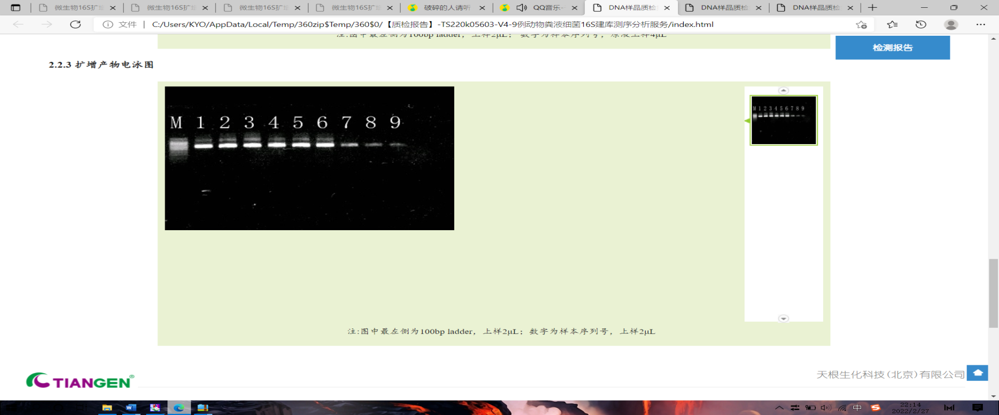 微生物16S扩增
微生物16S扩增
微生物16S扩增
微生物16S扩增
破碎的人请听
QQ音乐-
DNA样品质检
DNA样品质检
DNA样品质检
文件 | C:/Users/KYO/AppData/Local/Temp/360zip$Temp/360$0/【质检报告】-TS220k05603-V4-9例动物粪液细菌16S建库测序分析服务/index.html
注:图中最左侧为100bp ladder，上样2μL；数字为样本序列号，原液上样4μL
检测报告
2.2.3 扩增产物电泳图
M 1 2 3 4 5 6 7 8 9
M 1 2 3 4 5 6 7 8 9
注:图中最左侧为100bp ladder，上样2μL；数字为样本序列号，上样2μL
TIANGEN®
天根生化科技(北京)有限公司
中
22:14
2022/2/27